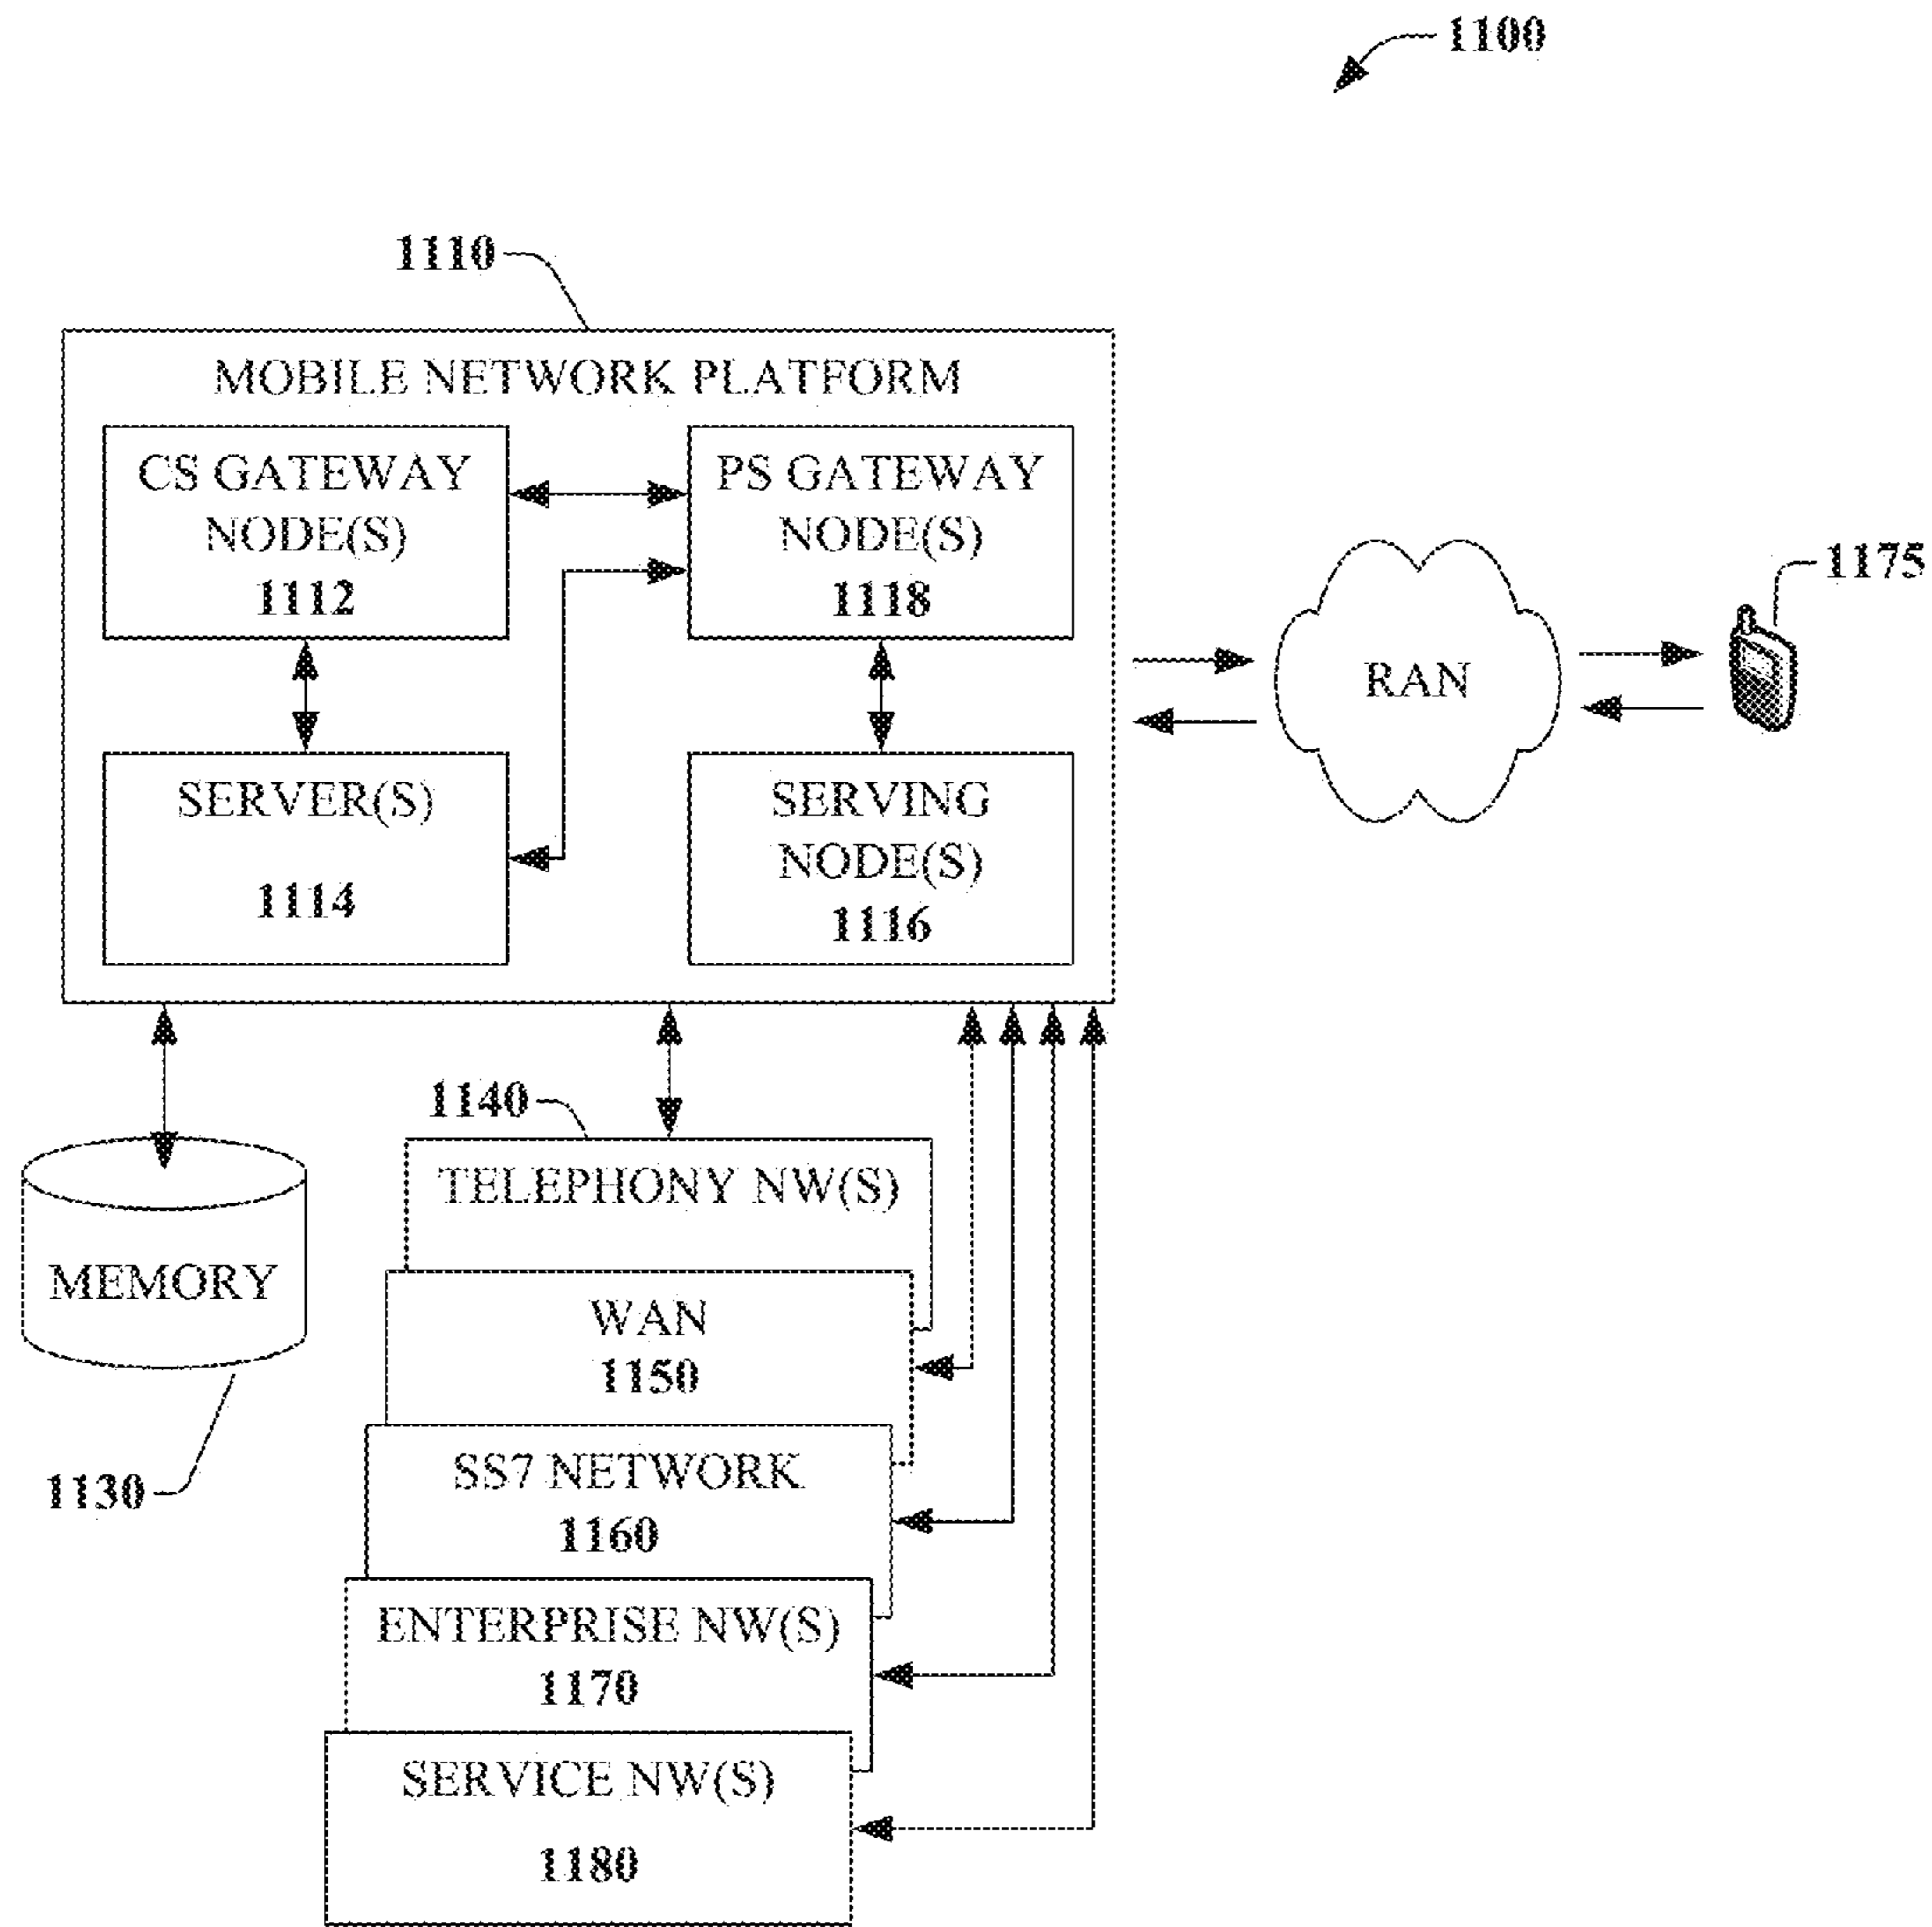 1100
1110
MOBILE NETWORK PLATFORM
CS GATEWAY
NODE(S)
1112
PS GATEWAY
NODE(S)
1118
SERVER(S)
1114
SERVING
NODE(S)
1116
RAN
1175
1140
TELEPHONY NW(S)
MEMORY
1130
WAN
1150
SS7 NETWORK
1160
ENTERPRISE NW(S)
1170
SERVICE NW(S)
1180